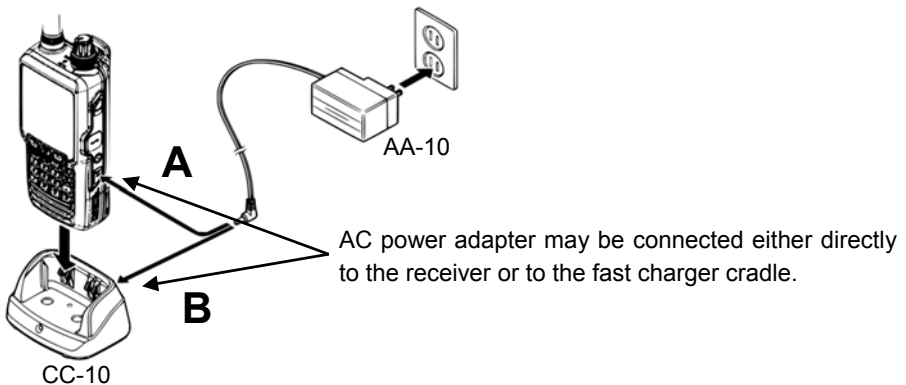 AA-10
A
AC power adapter may be connected either directly
to the receiver or to the fast charger cradle.
B
CC-10